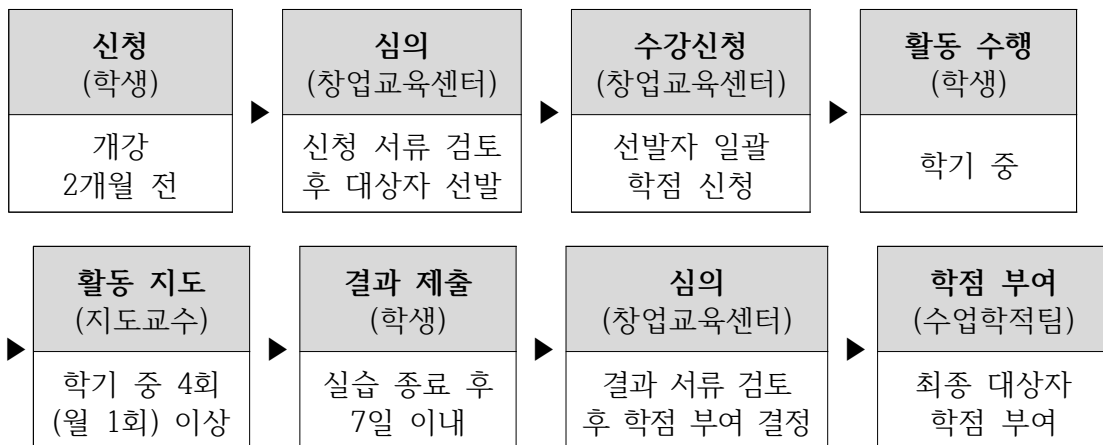 신청
(학생)
개강
2개월 전
▶
심의
(창업교육센터)
신청 서류 검토
후 대상자 선발
▶
수강신청
(창업교육센터)
선발자 일괄
학점 신청
▶
활동 수행
(학생)
학기 중
▶
활동 지도
(지도교수)
학기 중 4회
(월 1회) 이상
▶
결과 제출
(학생)
실습 종료 후
7일 이내
▶
심의
(창업교육센터)
결과 서류 검토
후 학점 부여 결정
▶
학점 부여
(수업학적팀)
최종 대상자
학점 부여